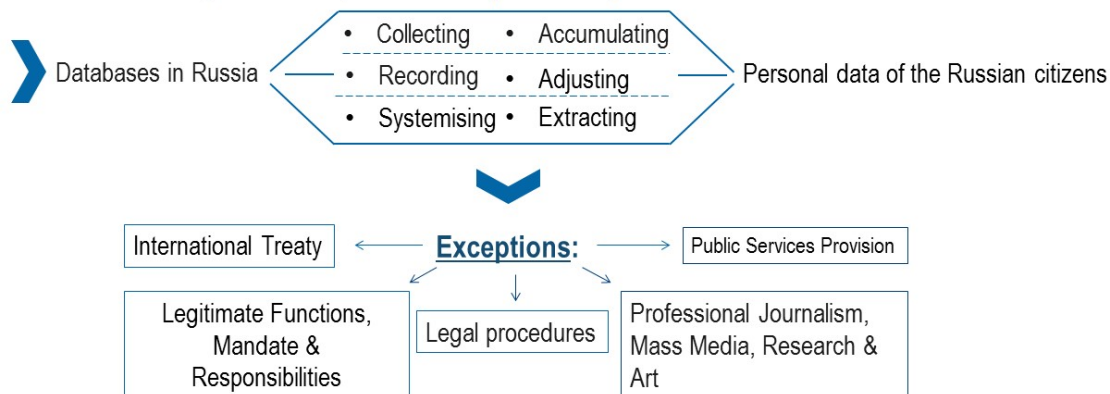 • Collecting • Accumulating
Databases in Russia • Recording • Adjusting Personal data of the Russian citizens
• Systemising • Extracting
International Treaty Exceptions: Public Services Provision
Legitimate Functions,
Mandate &
Responsibilities
Legal procedures
Professional Journalism,
Mass Media, Research &
Art